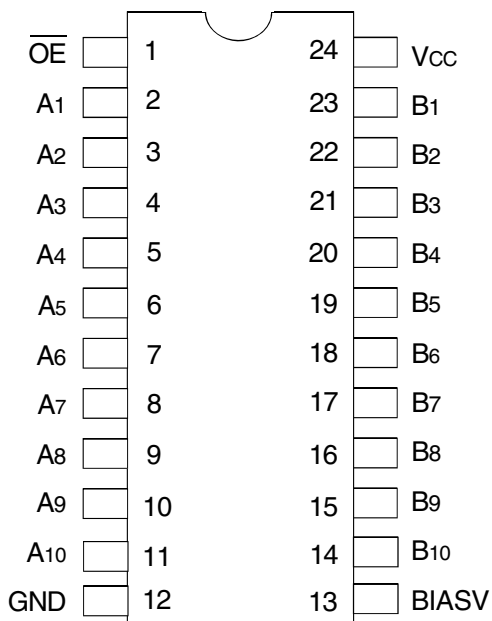 OE 1 24 VCC
A1 2 23 B1
A2 3 22 B2
A3 4 21 B3
A4 5 20 B4
A5 6 19 B5
A6 7 18 B6
A7 8 17 B7
A8 9 16 B8
A9 10 15 B9
A10 11 14 B10
GND 12 13 BIASV